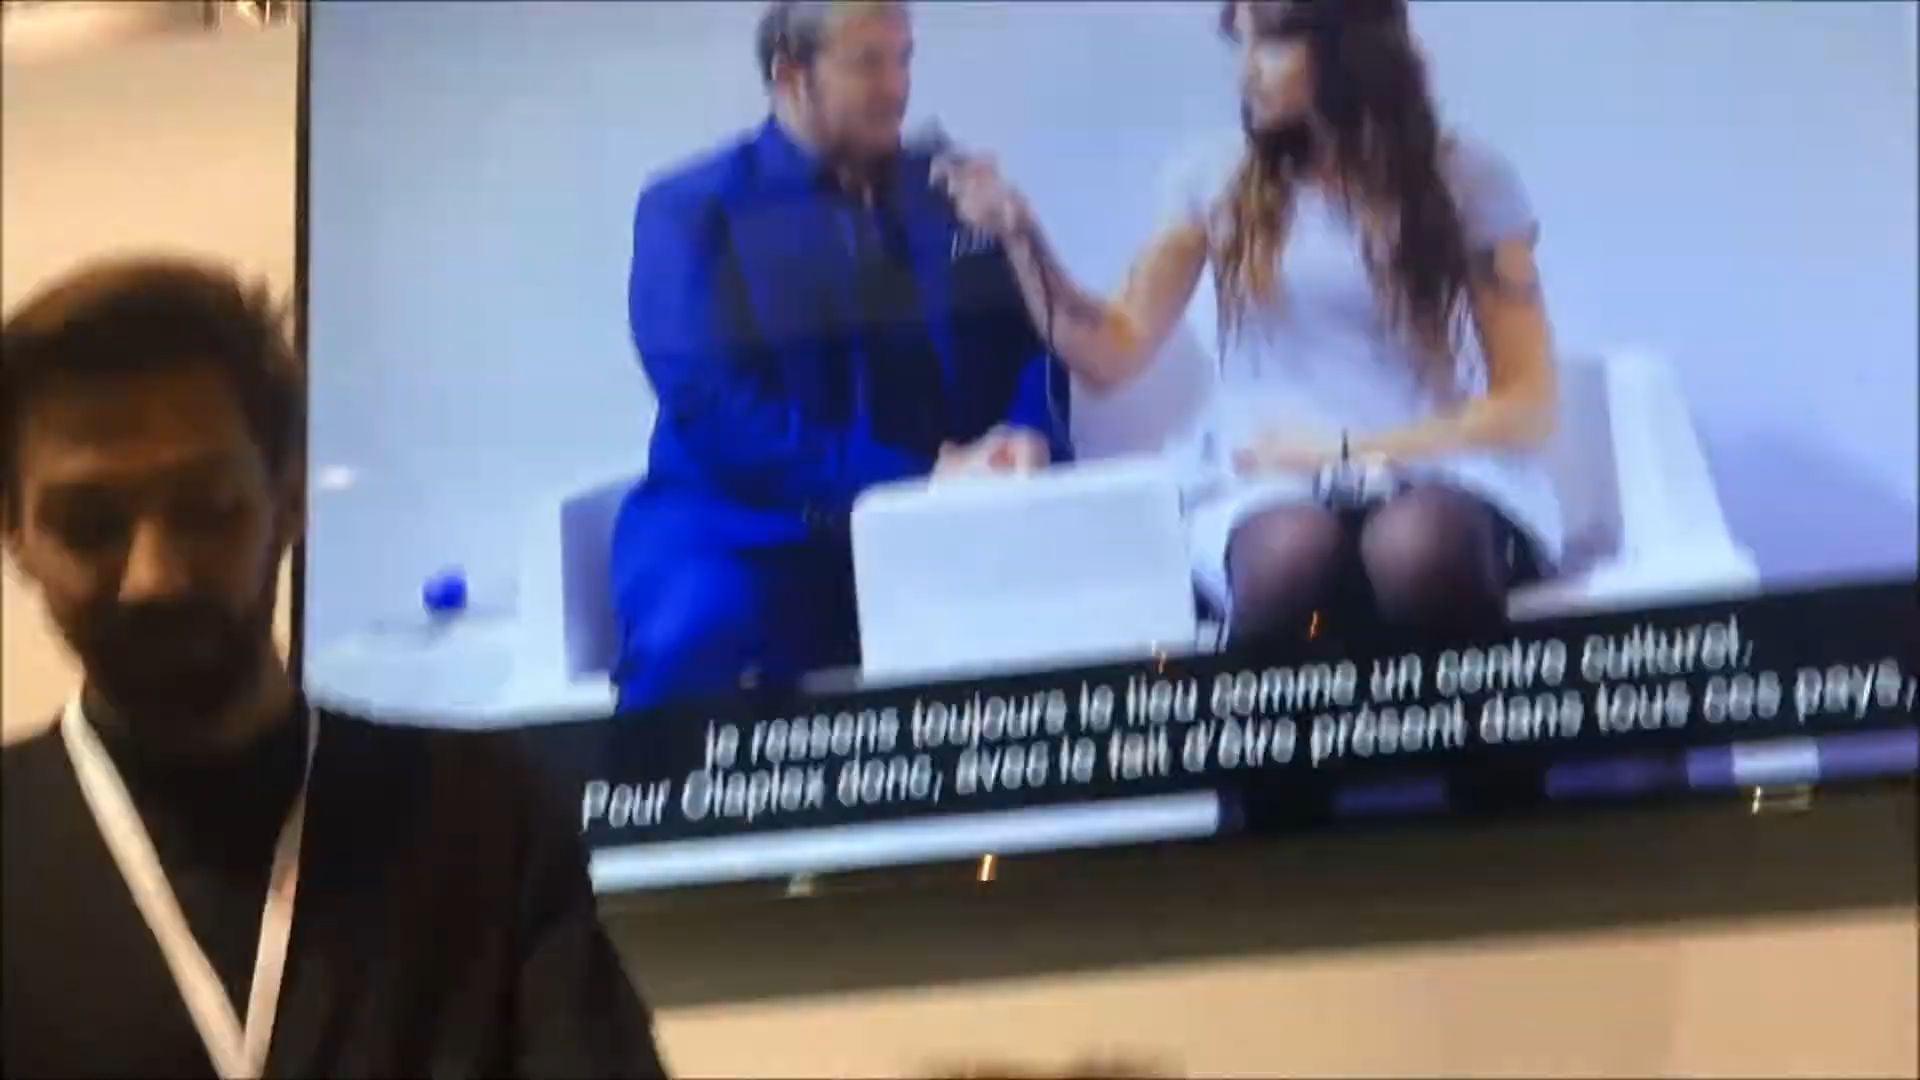 je ressens toujours le lieu comme un centre culturel.
Pour Olaplex donc, avec le fait d'être présent dans tous ces pays,